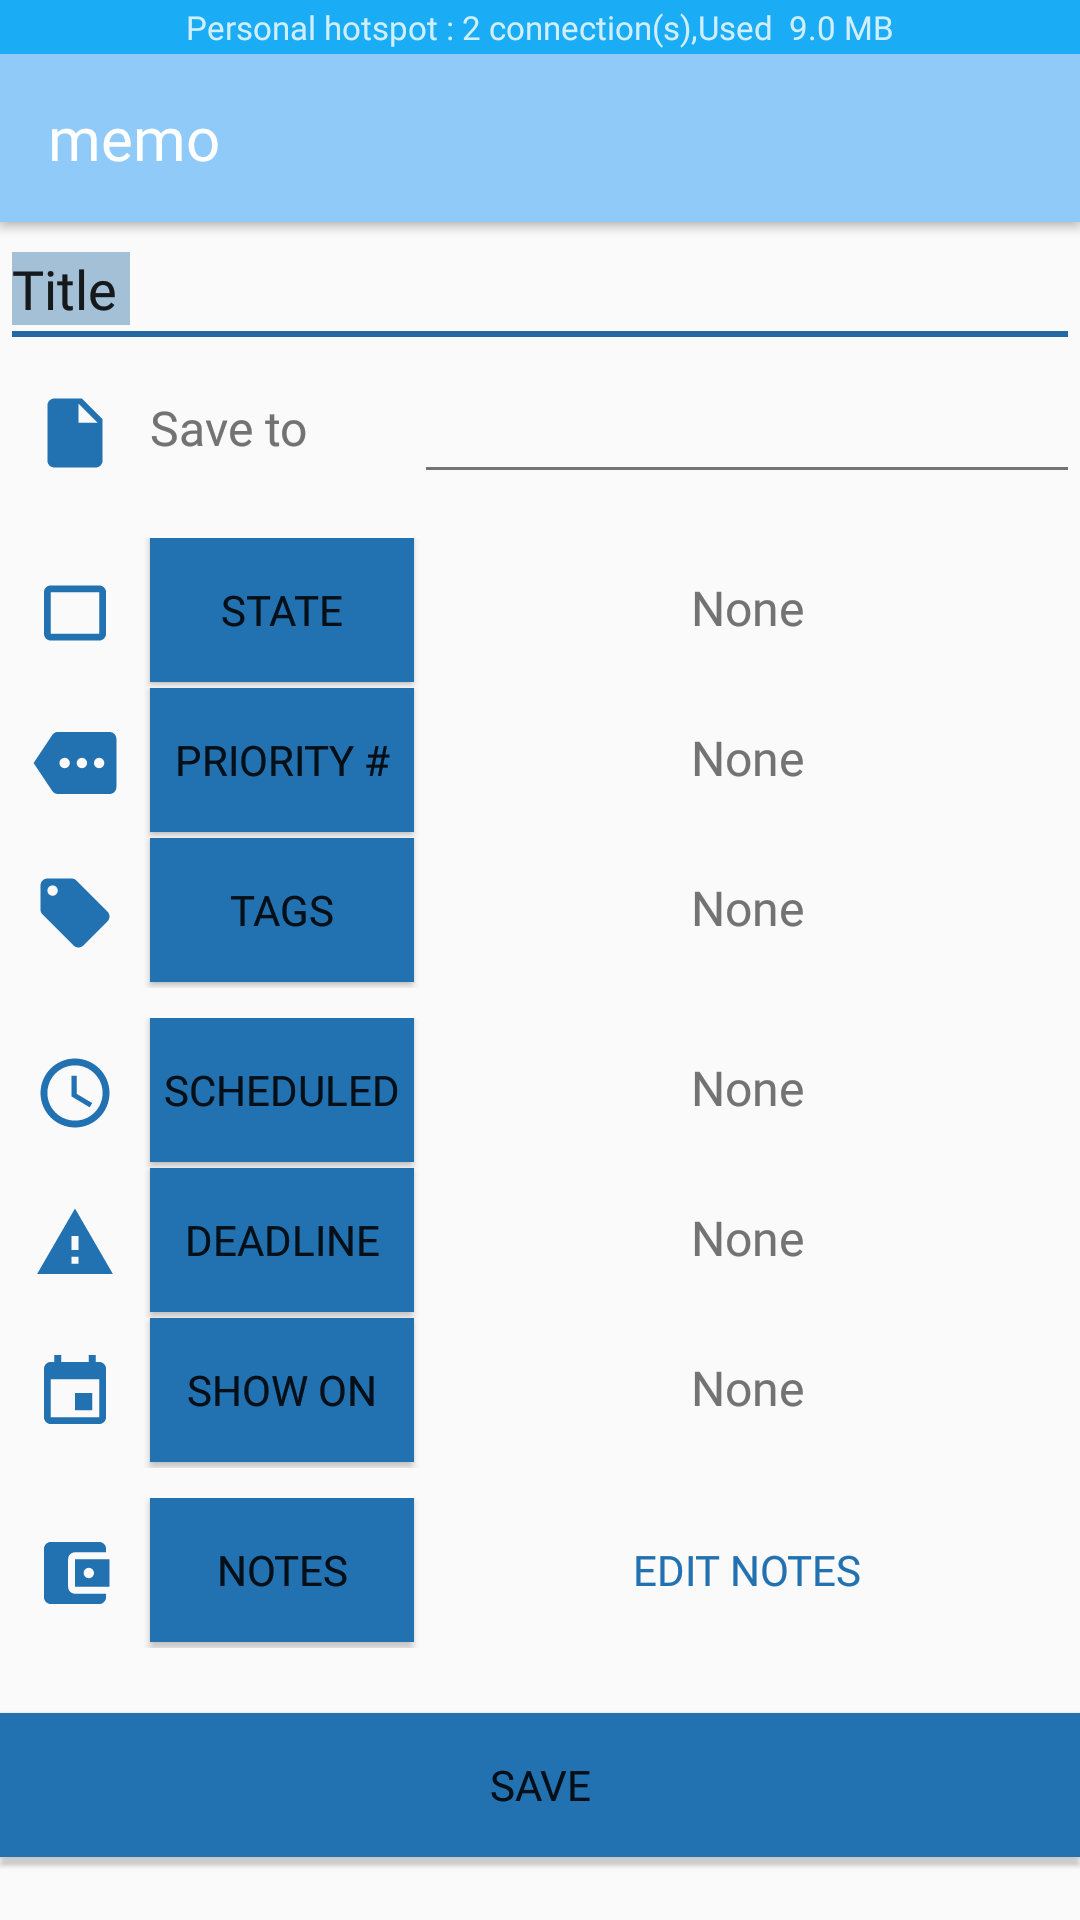 Personal hotspot : 2 connection(s),Used  9.0 MB
memo
Title
Save to
STATE None
PRIORITY # None
TAGS None
SCHEDULED None
DEADLINE None
SHOW ON None
NOTES EDIT NOTES
SAVE